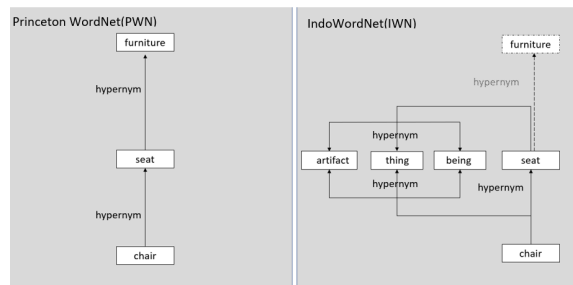 Princeton WordNet(PWN)
furniture
hypernym
seat
hypernym
chair
IndoWordNet(IWN)
furniture
hypernym
hypernym
artifact
thing
being
seat
hypernym
hypernym
chair